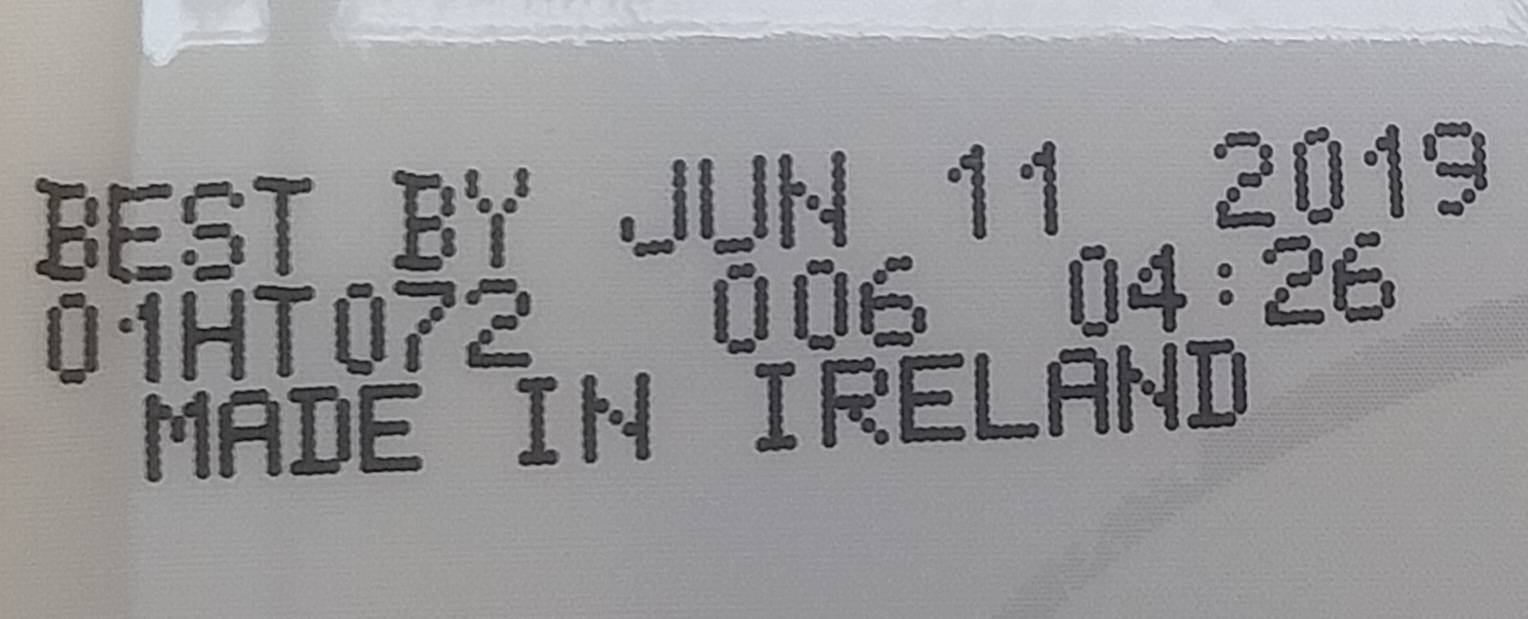 BEST BY JUN 11 2019
01HT072 006 04:26
MADE IN IRELAND